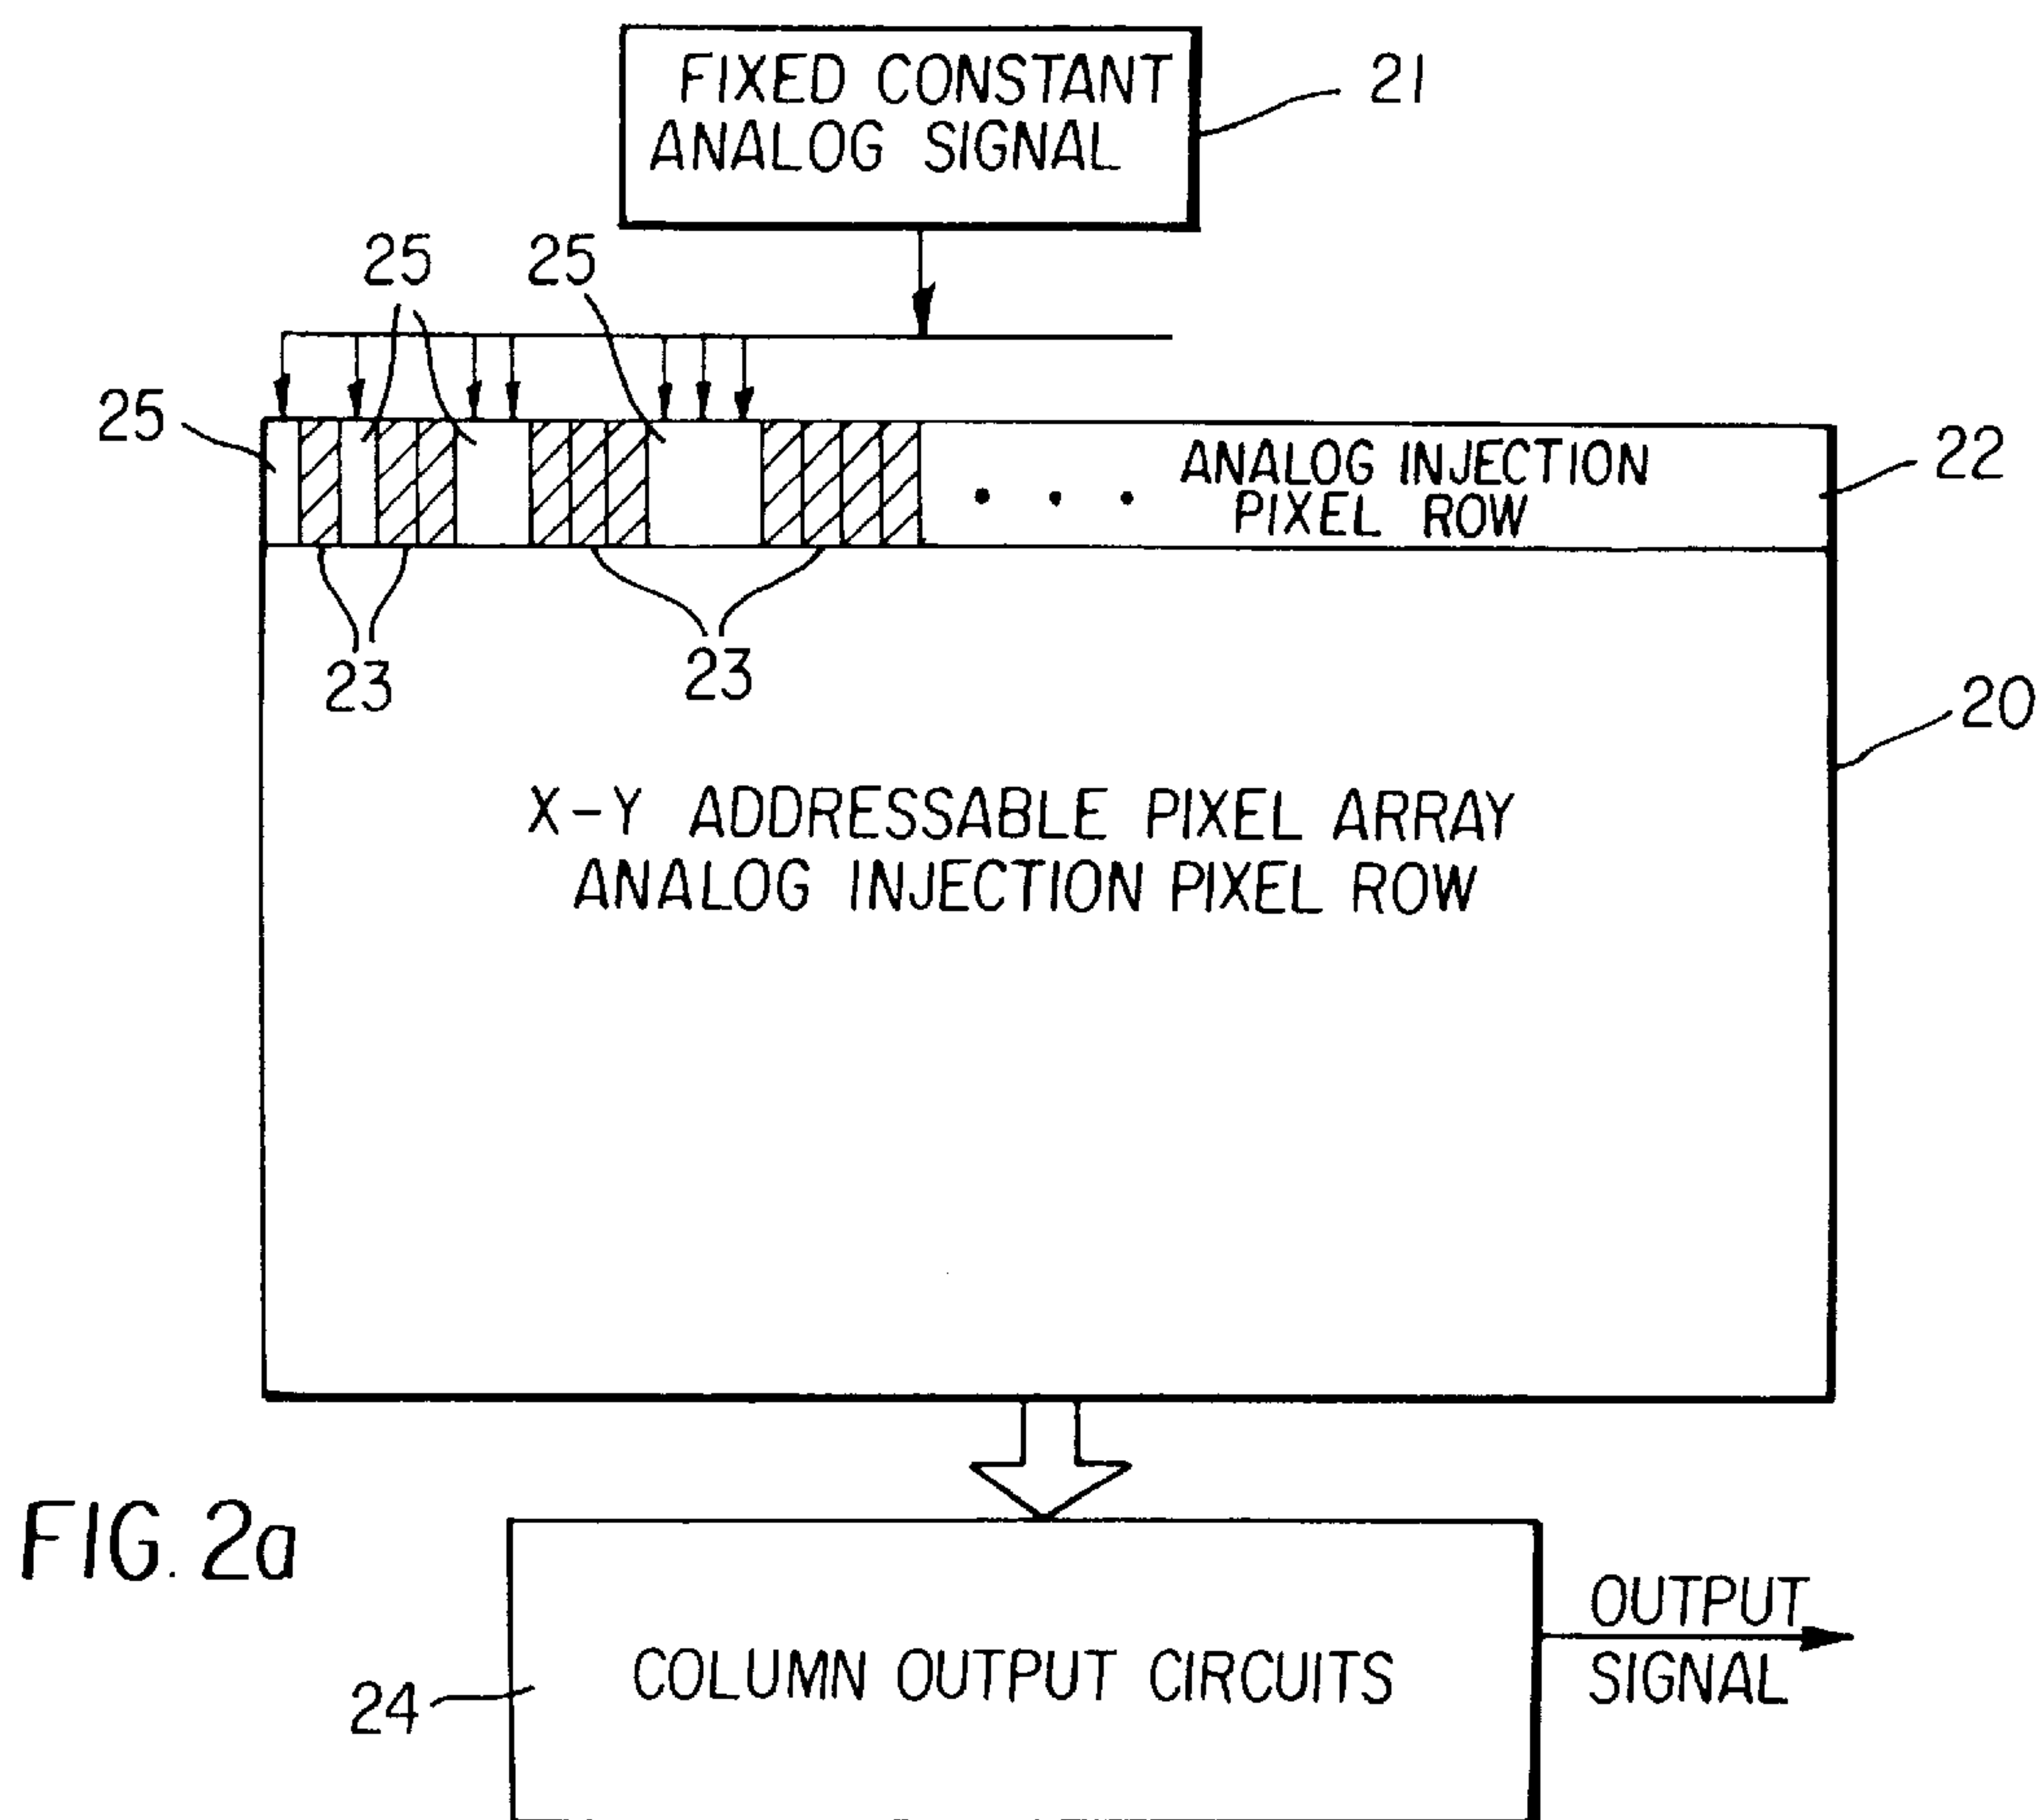 FIXED CONSTANT
ANALOG SIGNAL
21
25
25
25
ANALOG INJECTION
PIXEL ROW
22
23
23
20
X-Y ADDRESSABLE PIXEL ARRAY
ANALOG INJECTION PIXEL ROW
FIG. 2a
24
COLUMN OUTPUT CIRCUITS
OUTPUT
SIGNAL